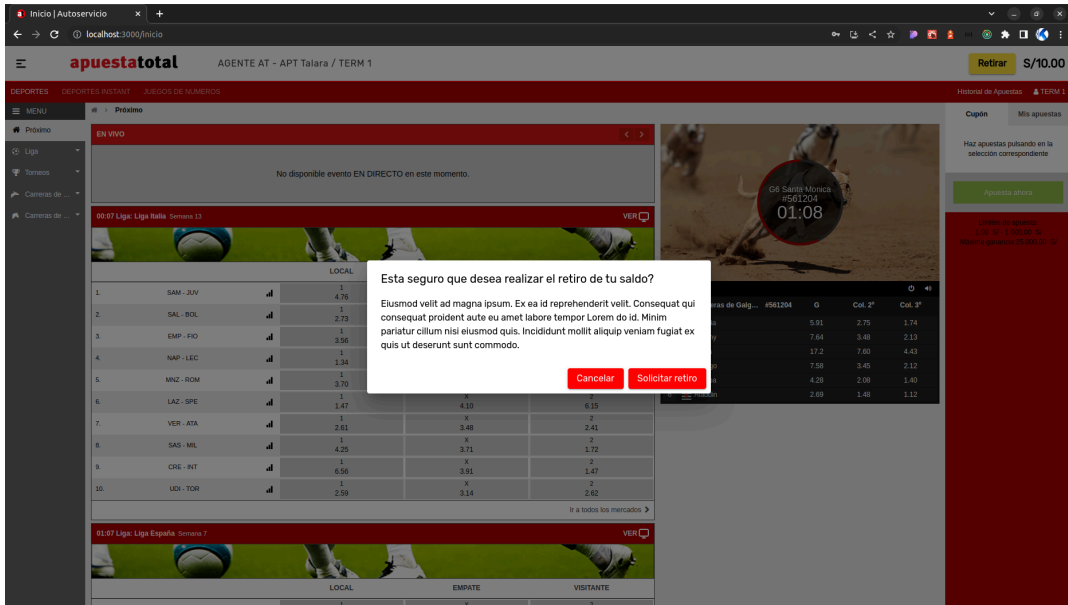 Inicio | Autoservicio
localhost:3000/inicio
apuestatotal
AGENTE AT - APT Talara / TERM 1
Retirar
S/10.00
DEPORTES DEPORTES INSTANT JUEGOS DE NUMEROS
Historial de Apuestas TERM 1
MENU
Próximo
Liga
Torneos
Carreras de ...
Carreras de ...
Próximo
EN VIVO
No disponible evento EN DIRECTO en este momento.
00:07 Liga: Liga Italia Semana 13 VER
LOCAL
1. SAM - JUV 1 4.76
2. SAL - BOL 1 2.73
3. EMP - FIO 1 3.56
4. NAP - LEC 1 1.34
5. MNZ - ROM 1 3.70
6. LAZ - SPE 1 1.47 X 4.10 2 6.15
7. VER - ATA 1 2.61 X 3.48 2 2.41
8. SAS - MIL 1 4.25 X 3.71 2 1.72
9. CRE - INT 1 6.56 X 3.91 2 1.47
10. UDI - TOR 1 2.59 X 3.14 2 2.62
Ir a todos los mercados
01:07 Liga: Liga España Semana 7 VER
LOCAL EMPATE VISITANTE
Esta seguro que desea realizar el retiro de tu saldo?
Eiusmod velit ad magna ipsum. Ex ea id reprehenderit velit. Consequat qui
consequat proident aute eu amet labore tempor Lorem do id. Minim
pariatur cillum nisi eiusmod quis. Incididunt mollit aliquip veniam fugiat ex
quis ut deserunt sunt commodo.
Cancelar Solicitar retiro
G6 Santa Monica
#561204
01:08
#561204 G Col. 2º Col. 3º
5.91 2.75 1.74
7.64 3.48 2.13
17.2 7.60 4.43
7.58 3.45 2.12
4.28 2.08 1.40
2.69 1.48 1.12
Cupón Mis apuestas
Haz apuestas pulsando en la
selección correspondiente
Apuesta ahora